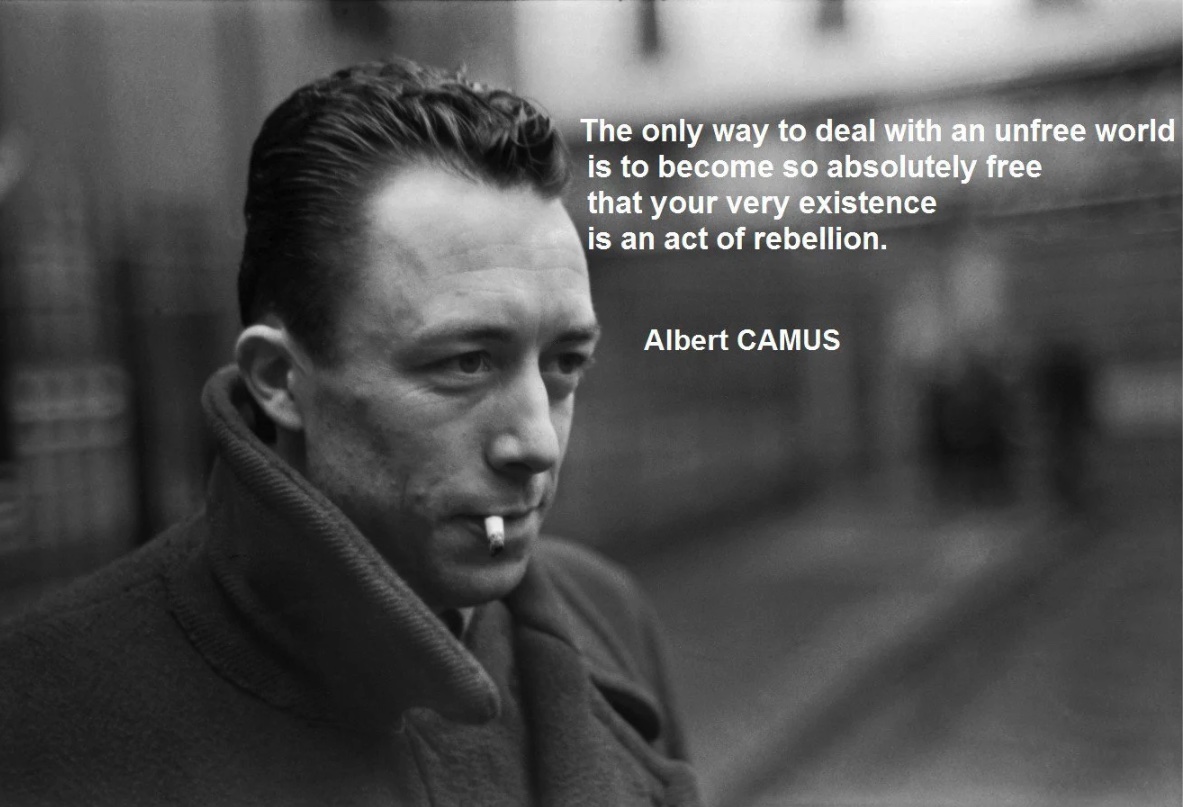 The only way to deal with an unfree world
is to become so absolutely free
that your very existence
is an act of rebellion.
Albert CAMUS